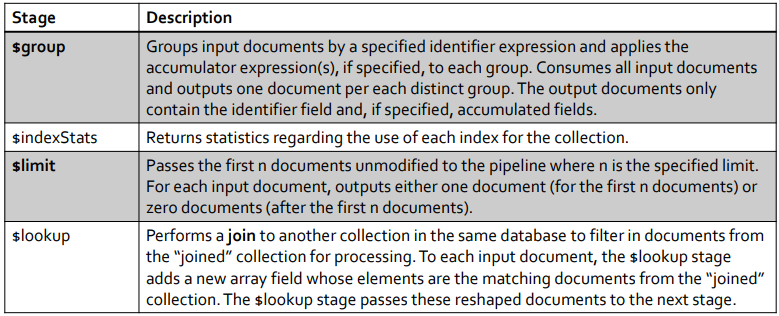 Stage Description
$group Groups input documents by a specified identifier expression and applies the
accumulator expression(s), if specified, to each group. Consumes all input documents
and outputs one document per each distinct group. The output documents only
contain the identifier field and, if specified, accumulated fields.
$indexStats Returns statistics regarding the use of each index for the collection.
$limit Passes the first n documents unmodified to the pipeline where n is the specified limit.
For each input document, outputs either one document (for the first n documents) or
zero documents (after the first n documents).
$lookup Performs a join to another collection in the same database to filter in documents from
the “joined” collection for processing. To each input document, the $lookup stage
adds a new array field whose elements are the matching documents from the “joined”
collection. The $lookup stage passes these reshaped documents to the next stage.